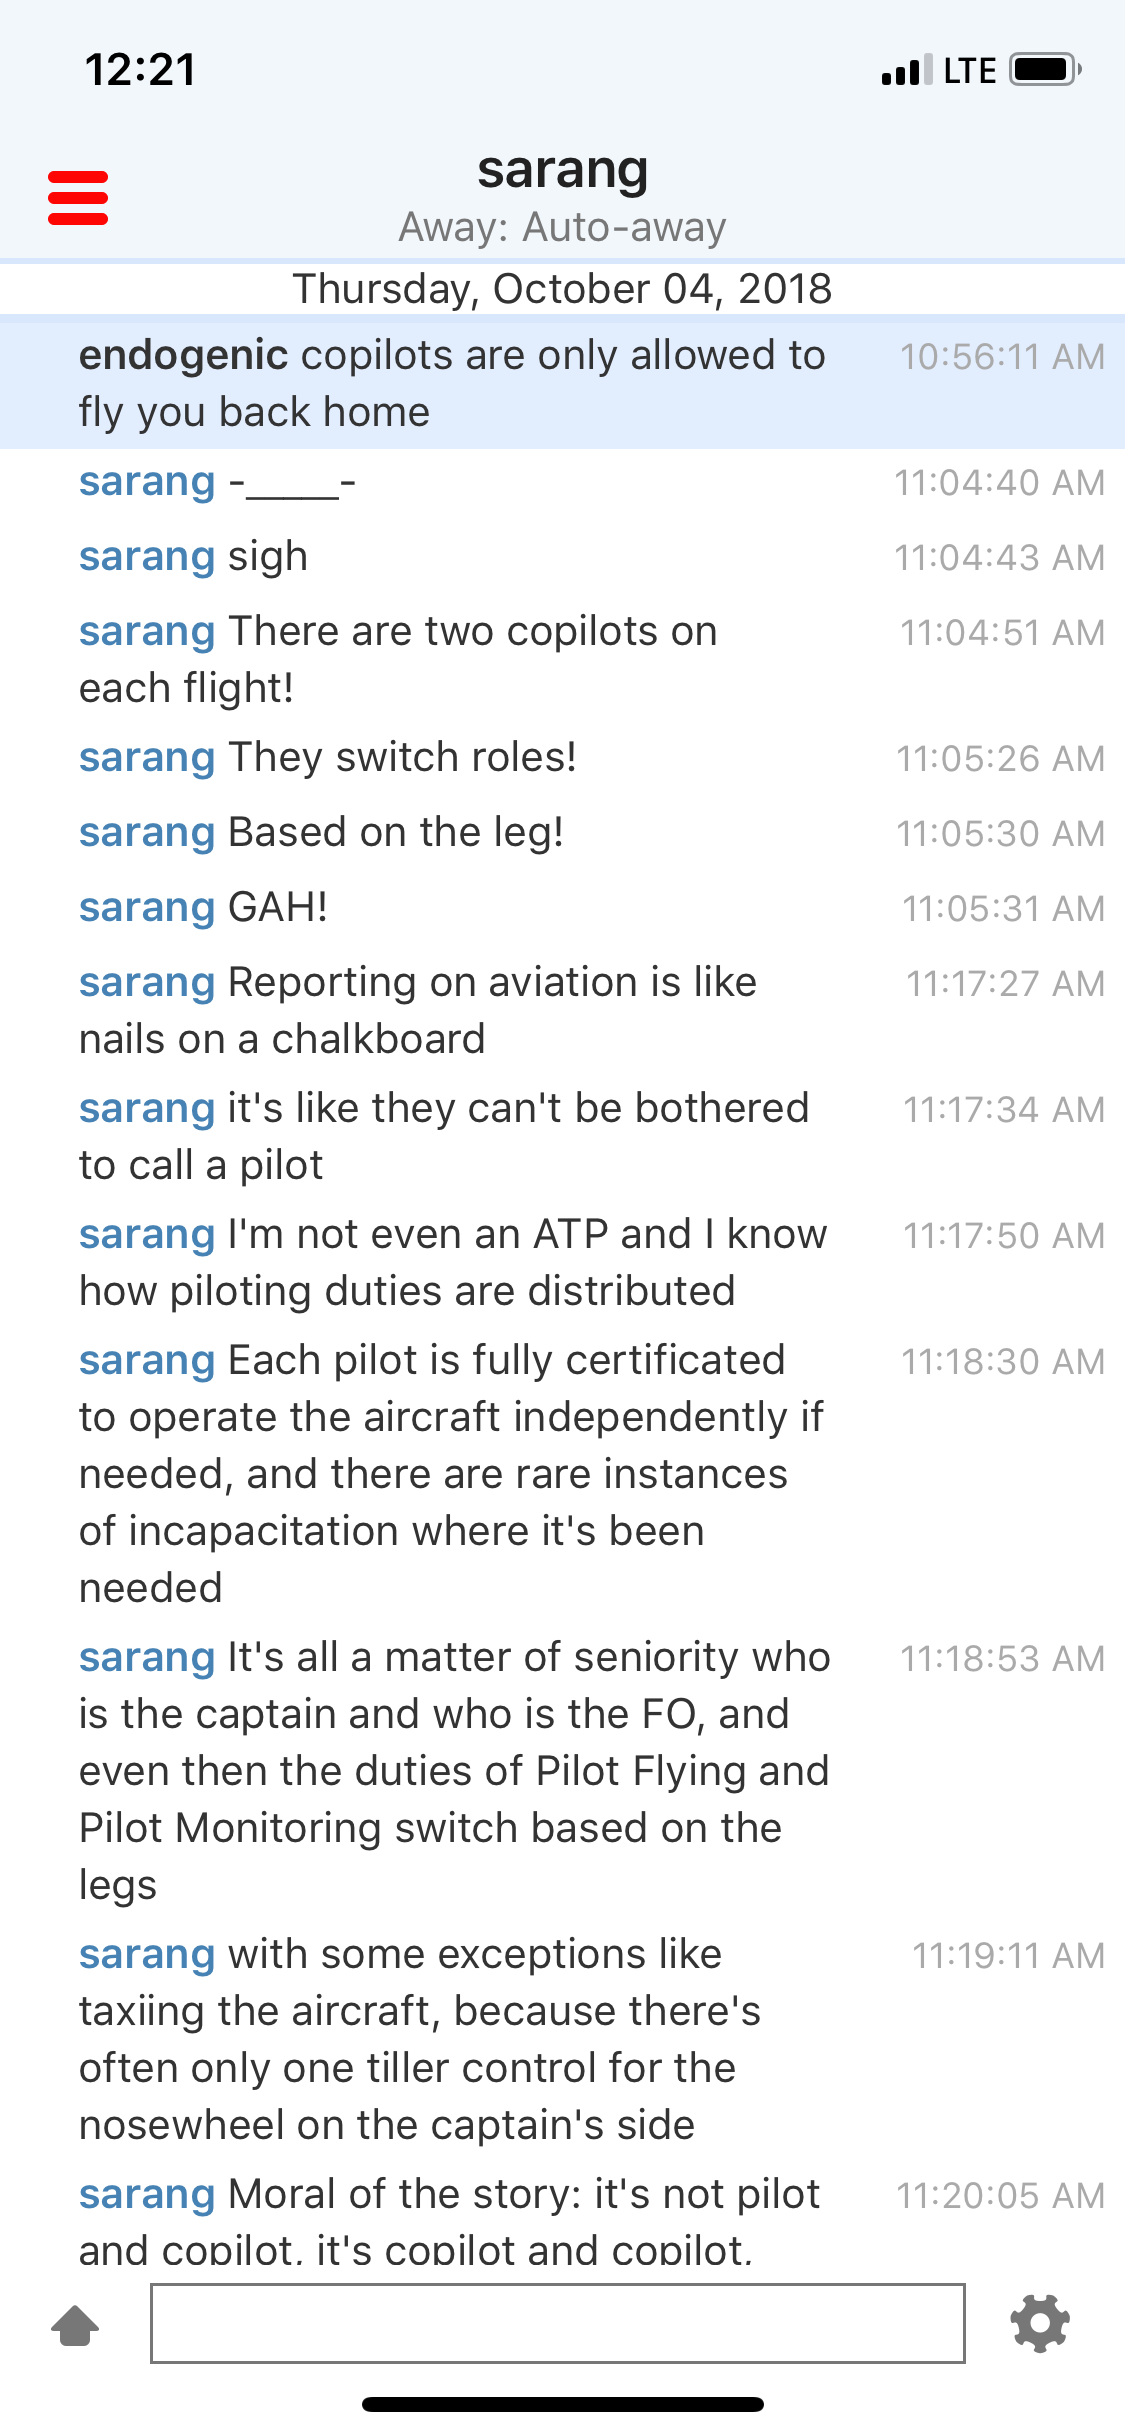 12:21
LTE
sarang
Away: Auto-away
Thursday, October 04, 2018
endogenic copilots are only allowed to 10:56:11 AM
fly you back home
sarang -_____- 11:04:40 AM
sarang sigh 11:04:43 AM
sarang There are two copilots on 11:04:51 AM
each flight!
sarang They switch roles! 11:05:26 AM
sarang Based on the leg! 11:05:30 AM
sarang GAH! 11:05:31 AM
sarang Reporting on aviation is like 11:17:27 AM
nails on a chalkboard
sarang it's like they can't be bothered 11:17:34 AM
to call a pilot
sarang I'm not even an ATP and I know 11:17:50 AM
how piloting duties are distributed
sarang Each pilot is fully certificated 11:18:30 AM
to operate the aircraft independently if
needed, and there are rare instances
of incapacitation where it's been
needed
sarang It's all a matter of seniority who 11:18:53 AM
is the captain and who is the FO, and
even then the duties of Pilot Flying and
Pilot Monitoring switch based on the
legs
sarang with some exceptions like 11:19:11 AM
taxiing the aircraft, because there's
often only one tiller control for the
nosewheel on the captain's side
sarang Moral of the story: it's not pilot 11:20:05 AM
and copilot, it's copilot and copilot.